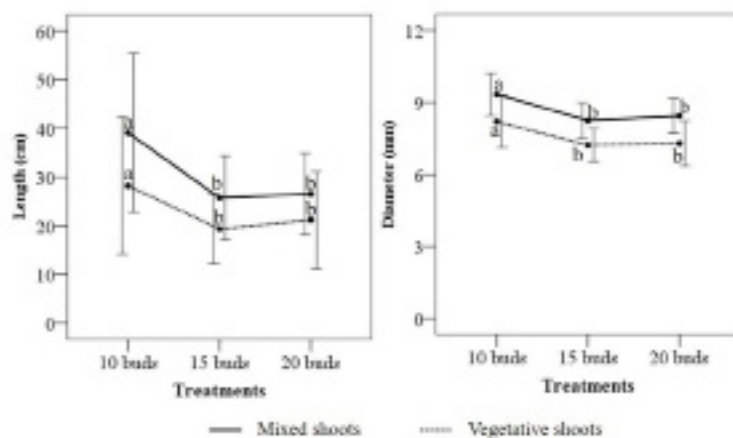 60
50
40
30
20
10
0
Length (cm)
a
a
b
b
b
b
10 buds 15 buds 20 buds
Treatments
12
9
6
3
0
Diameter (mm)
a
a
b
b
b
b
10 buds 15 buds 20 buds
Treatments
Mixed shoots Vegetative shoots